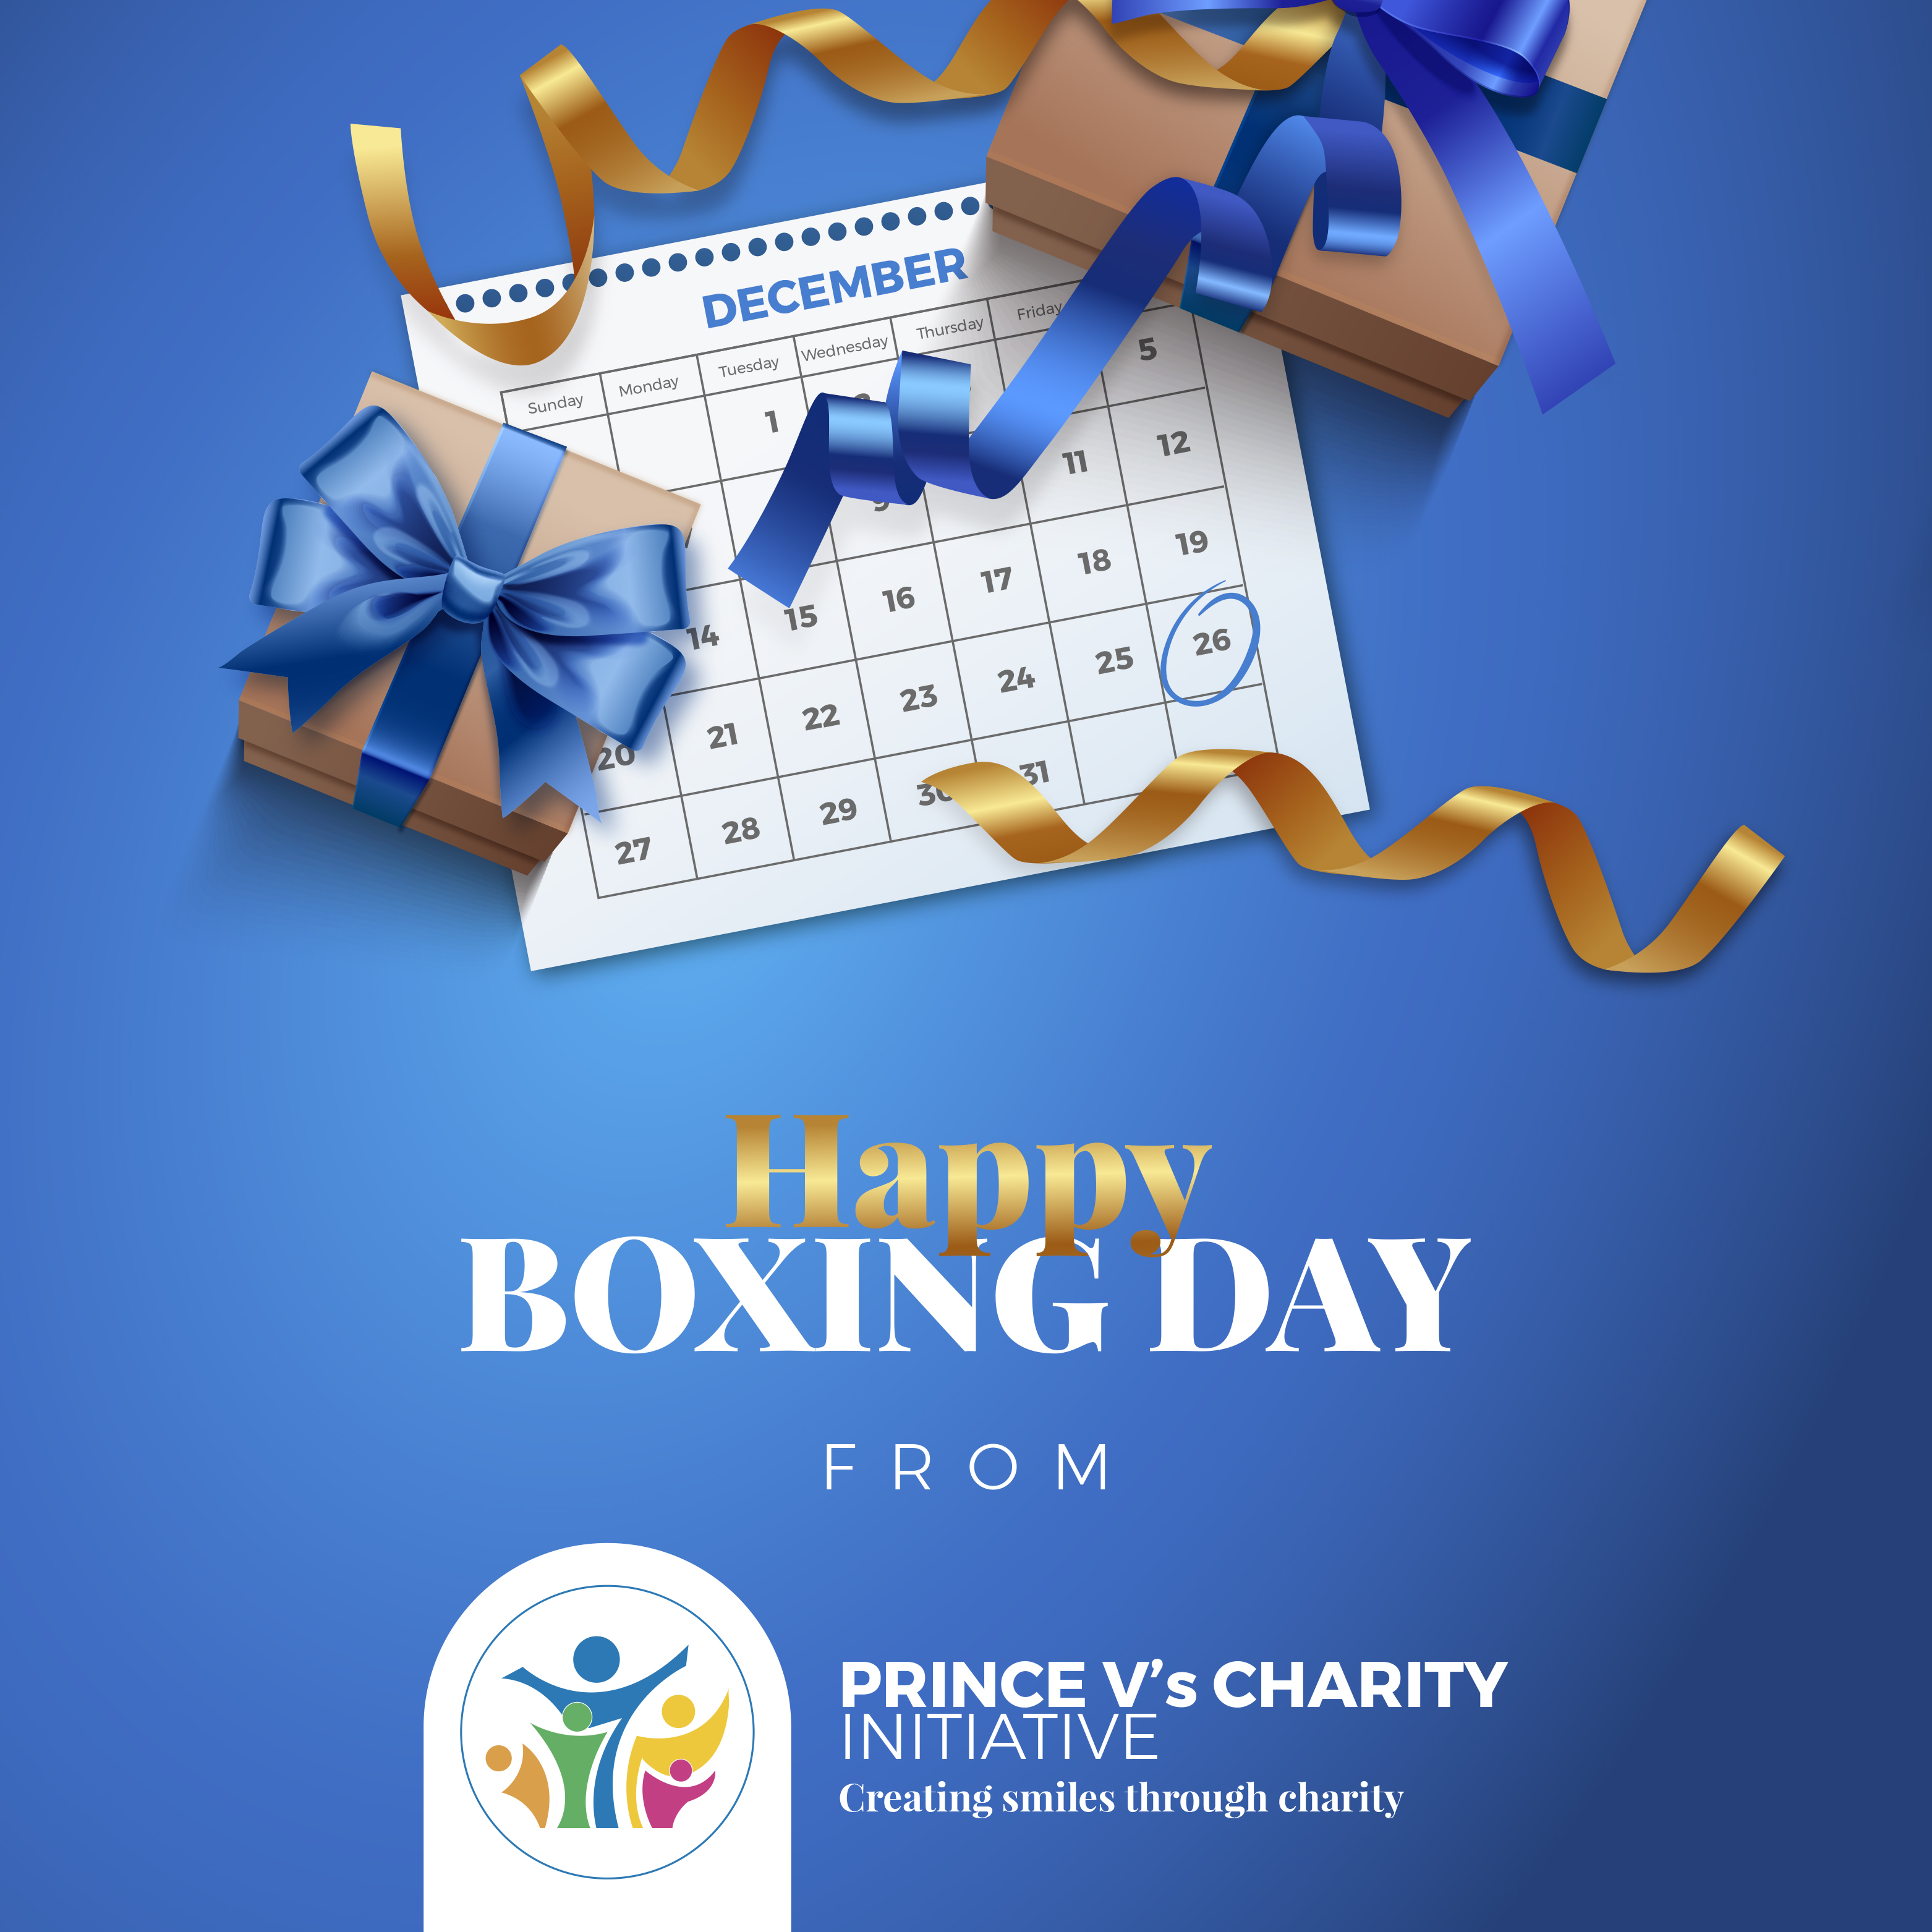 DECEMBER
Sunday Monday Tuesday Wednesday Thursday Friday
1 5
9 11 12
14 15 16 17 18 19
20 21 22 23 24 25 26
27 28 29 30 31
Happy
BOXING DAY
FROM
PRINCE V's CHARITY
INITIATIVE
Creating smiles through charity